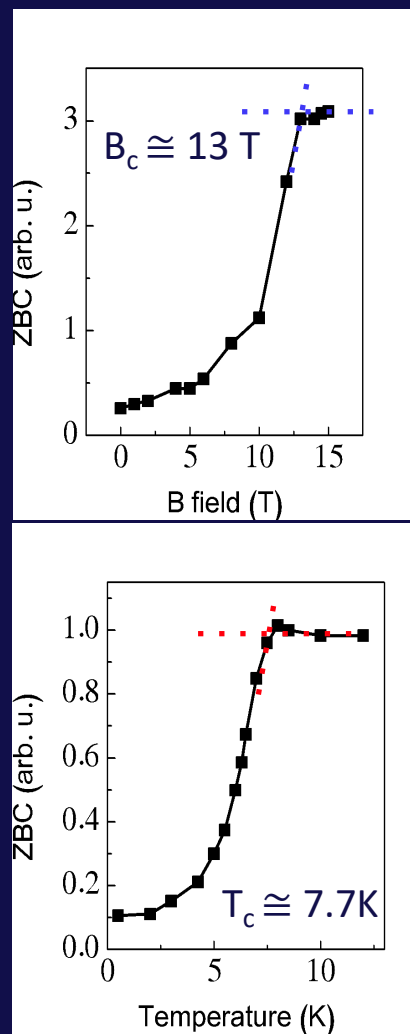 3
B_c ≅ 13 T
2
1
0
ZBC (arb. u.)
0 5 10 15
B field (T)
1.0
0.8
0.6
0.4
0.2
0.0
ZBC (arb. u.)
T_c ≅ 7.7K
0 5 10
Temperature (K)